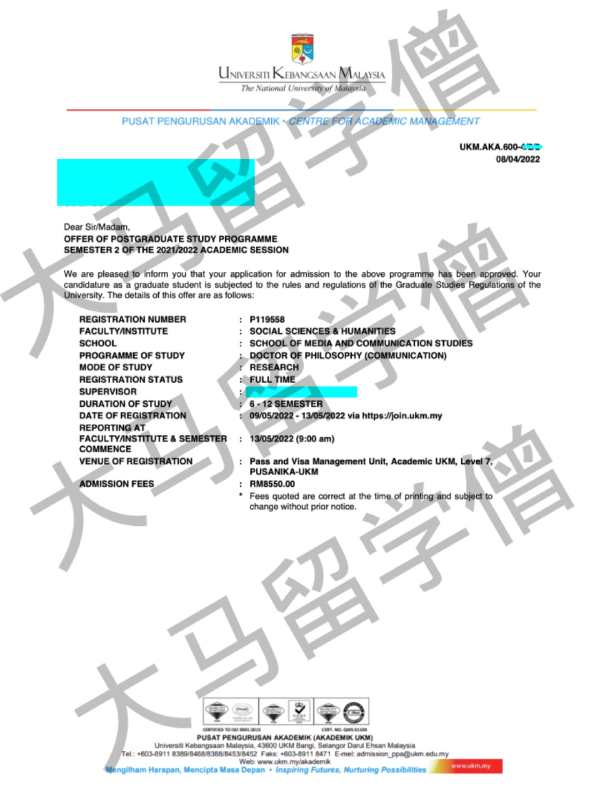 UNIVERSITI KEBANGSAAN MALAYSIA
The National University of Malaysia
PUSAT PENGURUSAN AKADEMIK • CENTRE FOR ACADEMIC MANAGEMENT
UKM.AKA.600-
08/04/2022
Dear Sir/Madam,
OFFER OF POSTGRADUATE STUDY PROGRAMME
SEMESTER 2 OF THE 2021/2022 ACADEMIC SESSION
We are pleased to inform you that your application for admission to the above programme has been approved. Your
candidature as a graduate student is subjected to the rules and regulations of the Graduate Studies Regulations of the
University. The details of this offer are as follows:
REGISTRATION NUMBER : P119558
FACULTY/INSTITUTE : SOCIAL SCIENCES & HUMANITIES
SCHOOL : SCHOOL OF MEDIA AND COMMUNICATION STUDIES
PROGRAMME OF STUDY : DOCTOR OF PHILOSOPHY (COMMUNICATION)
MODE OF STUDY : RESEARCH
REGISTRATION STATUS : FULL TIME
SUPERVISOR :
DURATION OF STUDY : 6 - 12 SEMESTER
DATE OF REGISTRATION : 09/05/2022 - 13/05/2022 via https://join.ukm.my
REPORTING AT
FACULTY/INSTITUTE & SEMESTER : 13/05/2022 (9:00 am)
COMMENCE
VENUE OF REGISTRATION : Pass and Visa Management Unit, Academic UKM, Level 7,
PUSANIKA-UKM
ADMISSION FEES : RM8550.00
* Fees quoted are correct at the time of printing and subject to
change without prior notice.
PUSAT PENGURUSAN AKADEMIK (AKADEMIK UKM)
Universiti Kebangsaan Malaysia, 43600 UKM Bangi, Selangor Darul Ehsan Malaysia
Tel.: +603-8911 8389/8468/8388/8453/8452 Faks: +603-8911 8471 E-mel: admission_ppa@ukm.edu.my
Web: www.ukm.my/akademik
Mengilham Harapan, Mencipta Masa Depan • Inspiring Futures, Nurturing Possibilities
www.ukm.my
大马留学僧
大马留学僧
大马留学僧